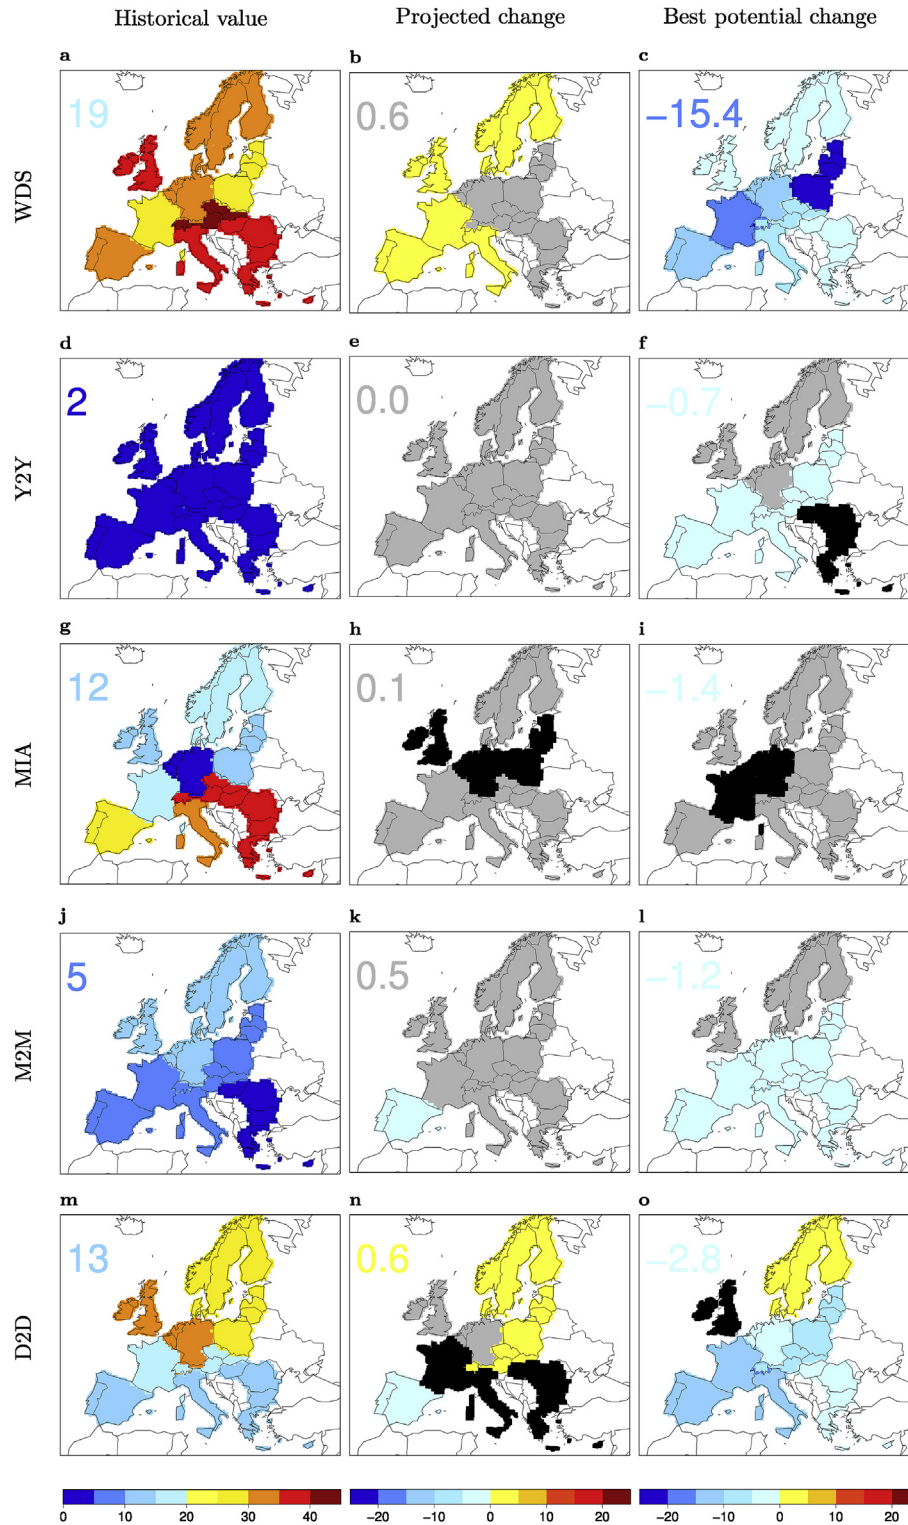 Historical value Projected change Best potential change
a b c
WDS
19 0.6 −15.4
d e f
Y2Y
2 0.0 −0.7
g h i
MIA
12 0.1 −1.4
j k l
M2M
5 0.5 −1.2
m n o
D2D
13 0.6 −2.8
0 10 20 30 40 −20 −10 0 10 20 −20 −10 0 10 20